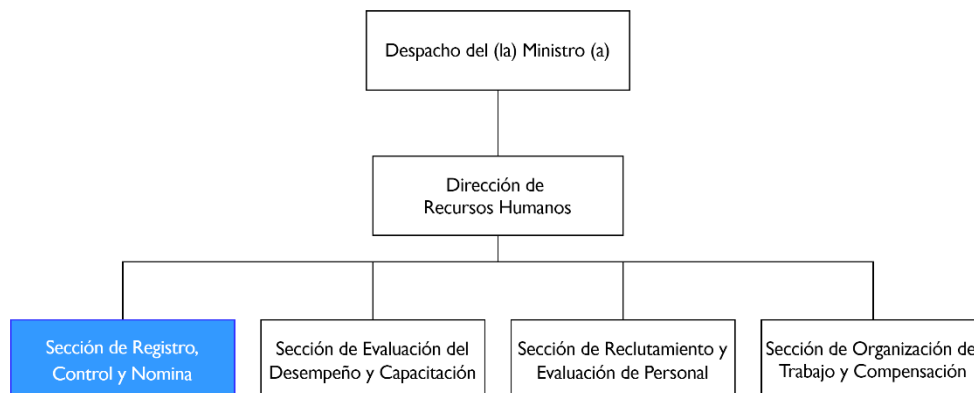 Despacho del (la) Ministro (a)
Dirección de
Recursos Humanos
Sección de Registro,
Control y Nomina
Sección de Evaluación del
Desempeño y Capacitación
Sección de Reclutamiento y
Evaluación de Personal
Sección de Organización de
Trabajo y Compensación